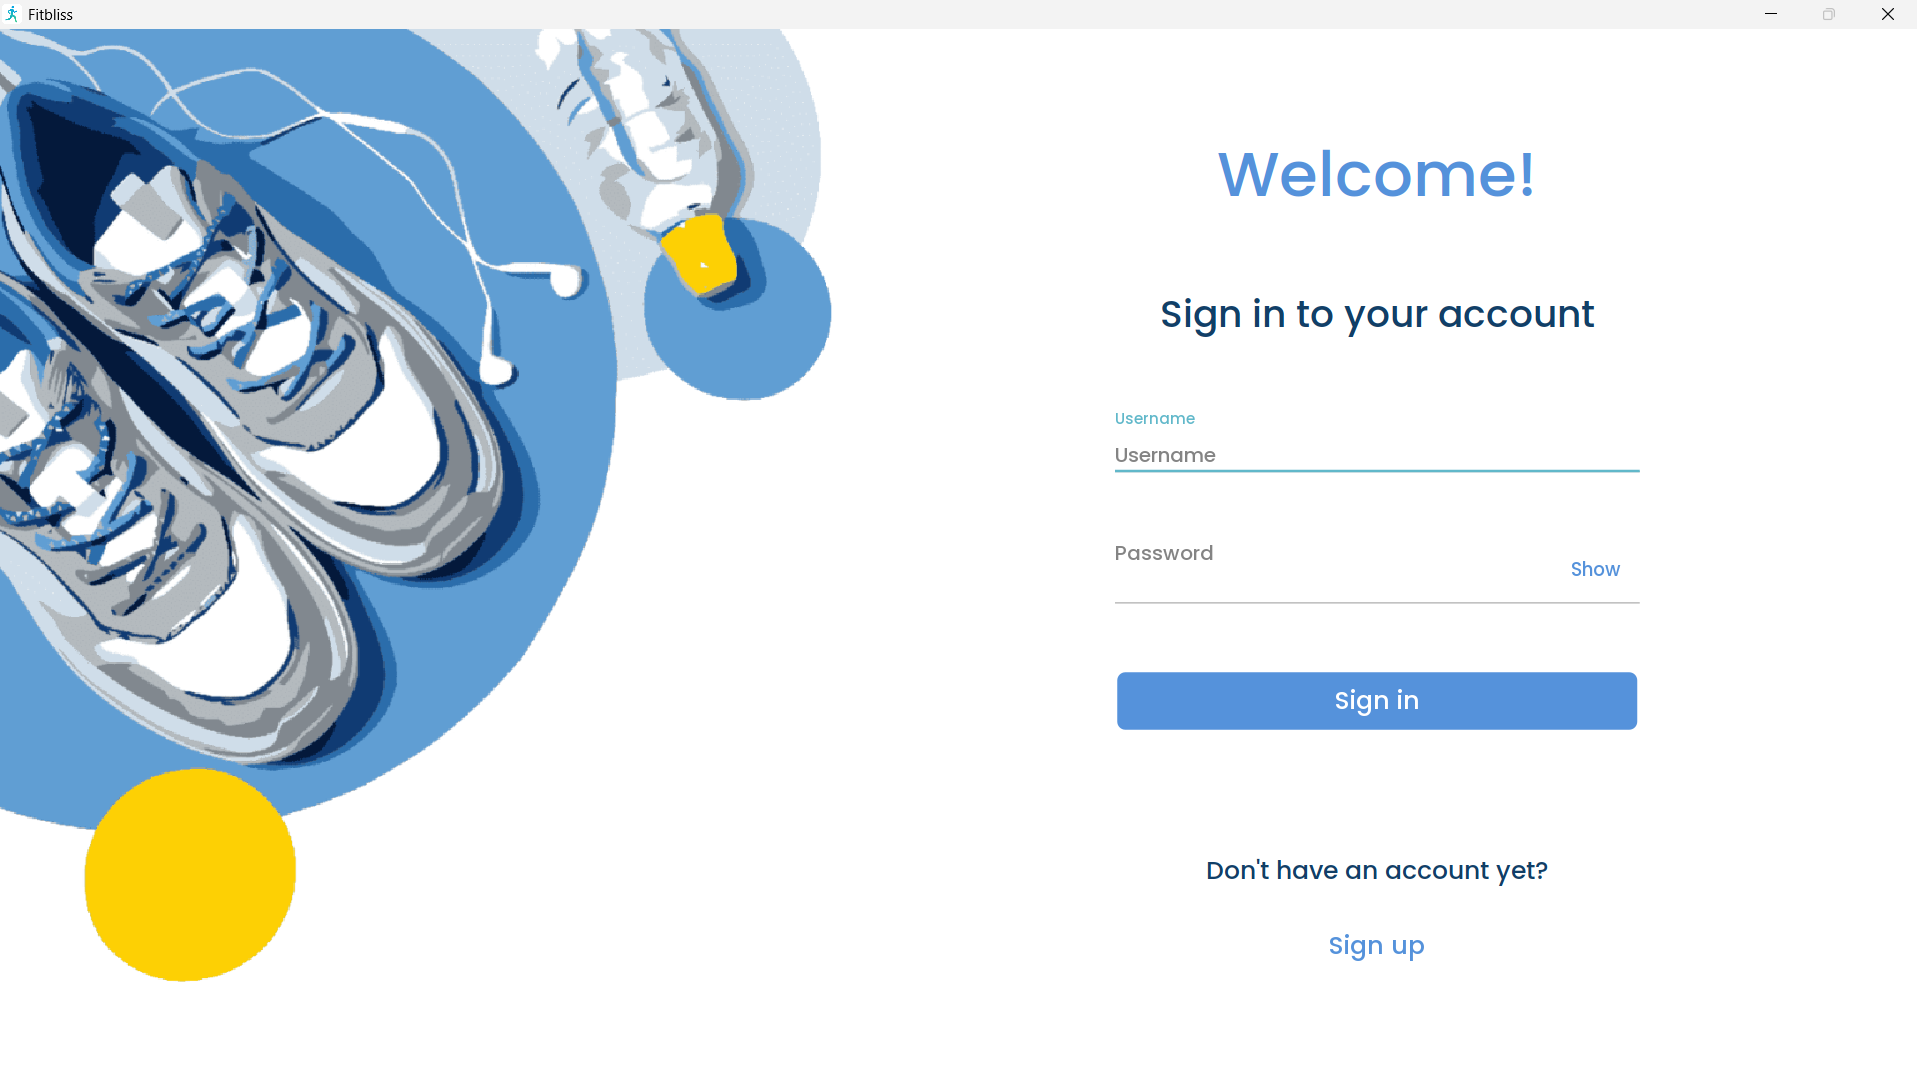 Fitbliss
Welcome!
Sign in to your account
Username
Username
Password
Show
Sign in
Don't have an account yet?
Sign up